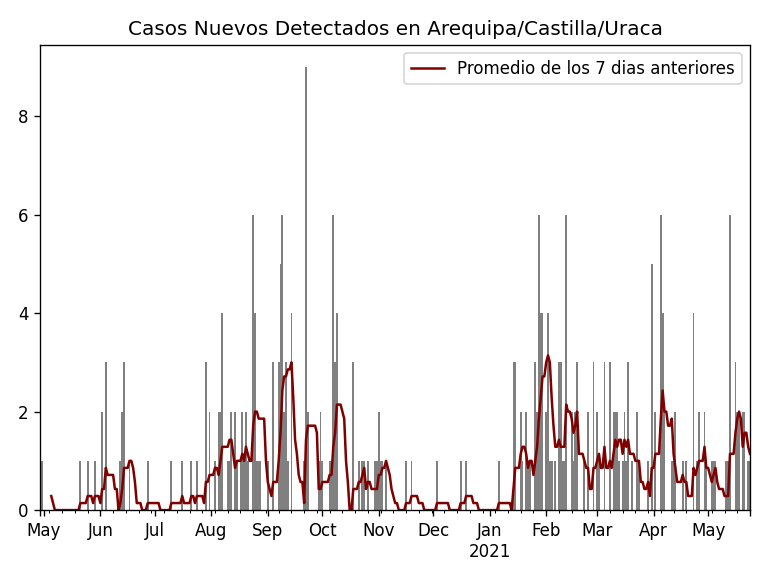 Casos Nuevos Detectados en Arequipa/Castilla/Uraca
Promedio de los 7 dias anteriores
8
6
4
2
0
May Jun Jul Aug Sep Oct Nov Dec Jan Feb Mar Apr May
2021